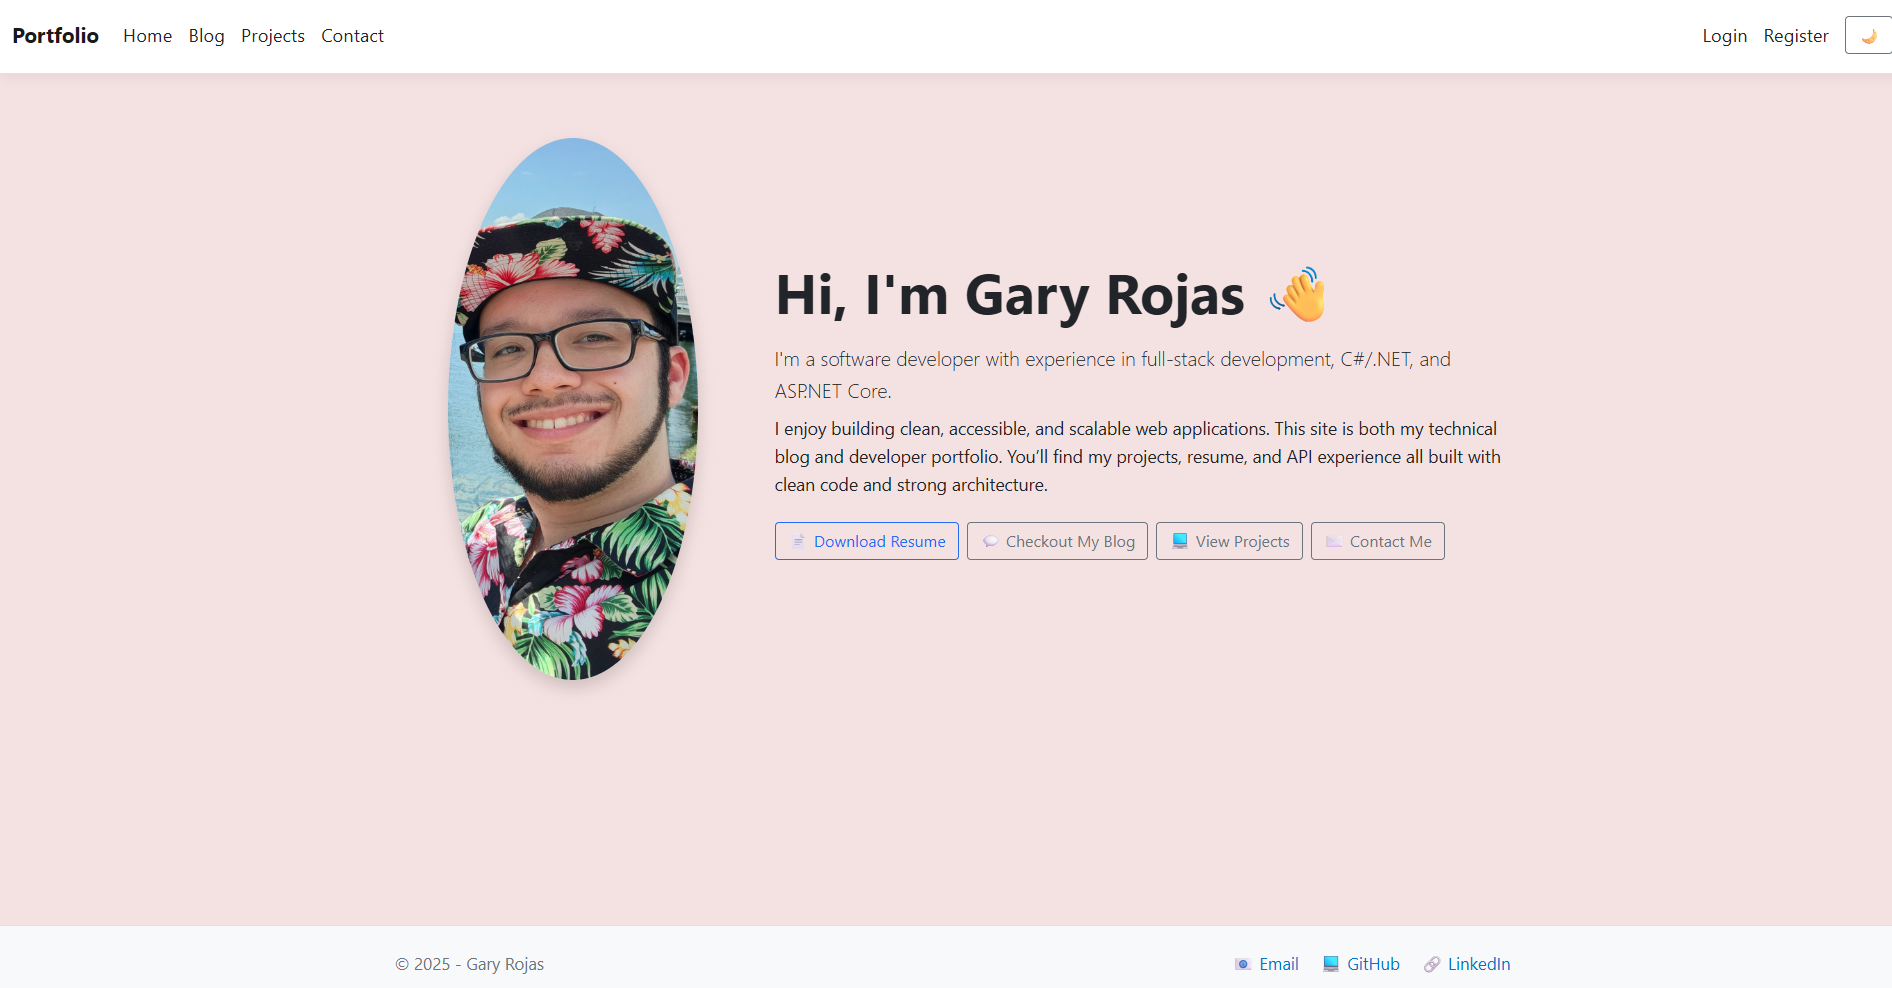 Portfolio Home Blog Projects Contact Login Register
Hi, I'm Gary Rojas
I'm a software developer with experience in full-stack development, C#/.NET, and
ASP.NET Core.
I enjoy building clean, accessible, and scalable web applications. This site is both my technical
blog and developer portfolio. You’ll find my projects, resume, and API experience all built with
clean code and strong architecture.
Download Resume Checkout My Blog View Projects Contact Me
© 2025 - Gary Rojas Email GitHub LinkedIn